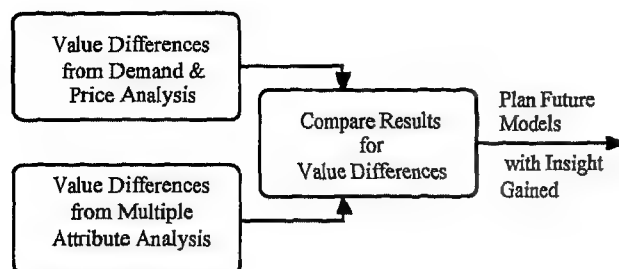 Value Differences
from Demand &
Price Analysis
Compare Results
for
Value Differences
Plan Future
Models
with Insight
Gained
Value Differences
from Multiple
Attribute Analysis